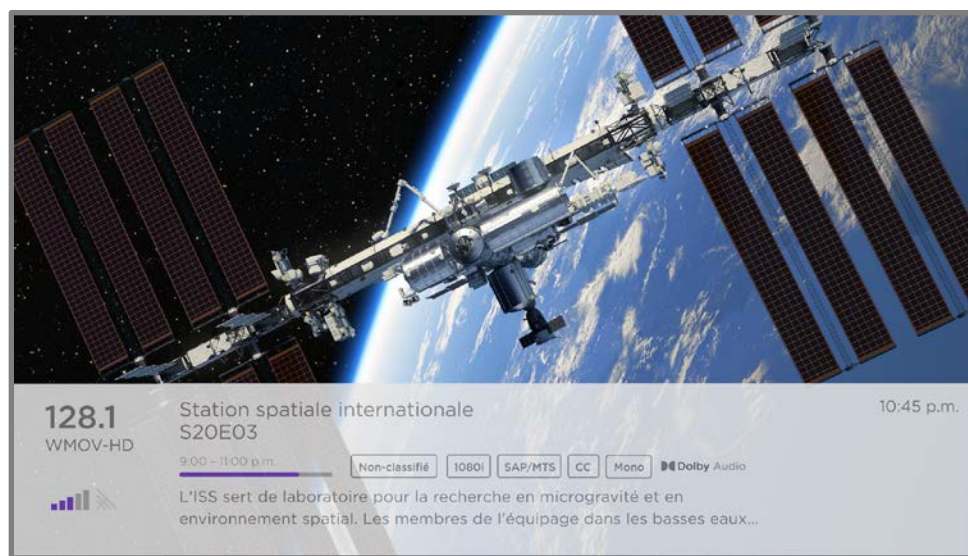 128.1
WMOV-HD
Station spatiale internationale
S20E03
10:45 p.m.
9:00 - 11:00 p.m.
Non-classifié 1080i SAP/MTS CC Mono Dolby Audio
L'ISS sert de laboratoire pour la recherche en microgravité et en
environnement spatial. Les membres de l'équipage dans les basses eaux...